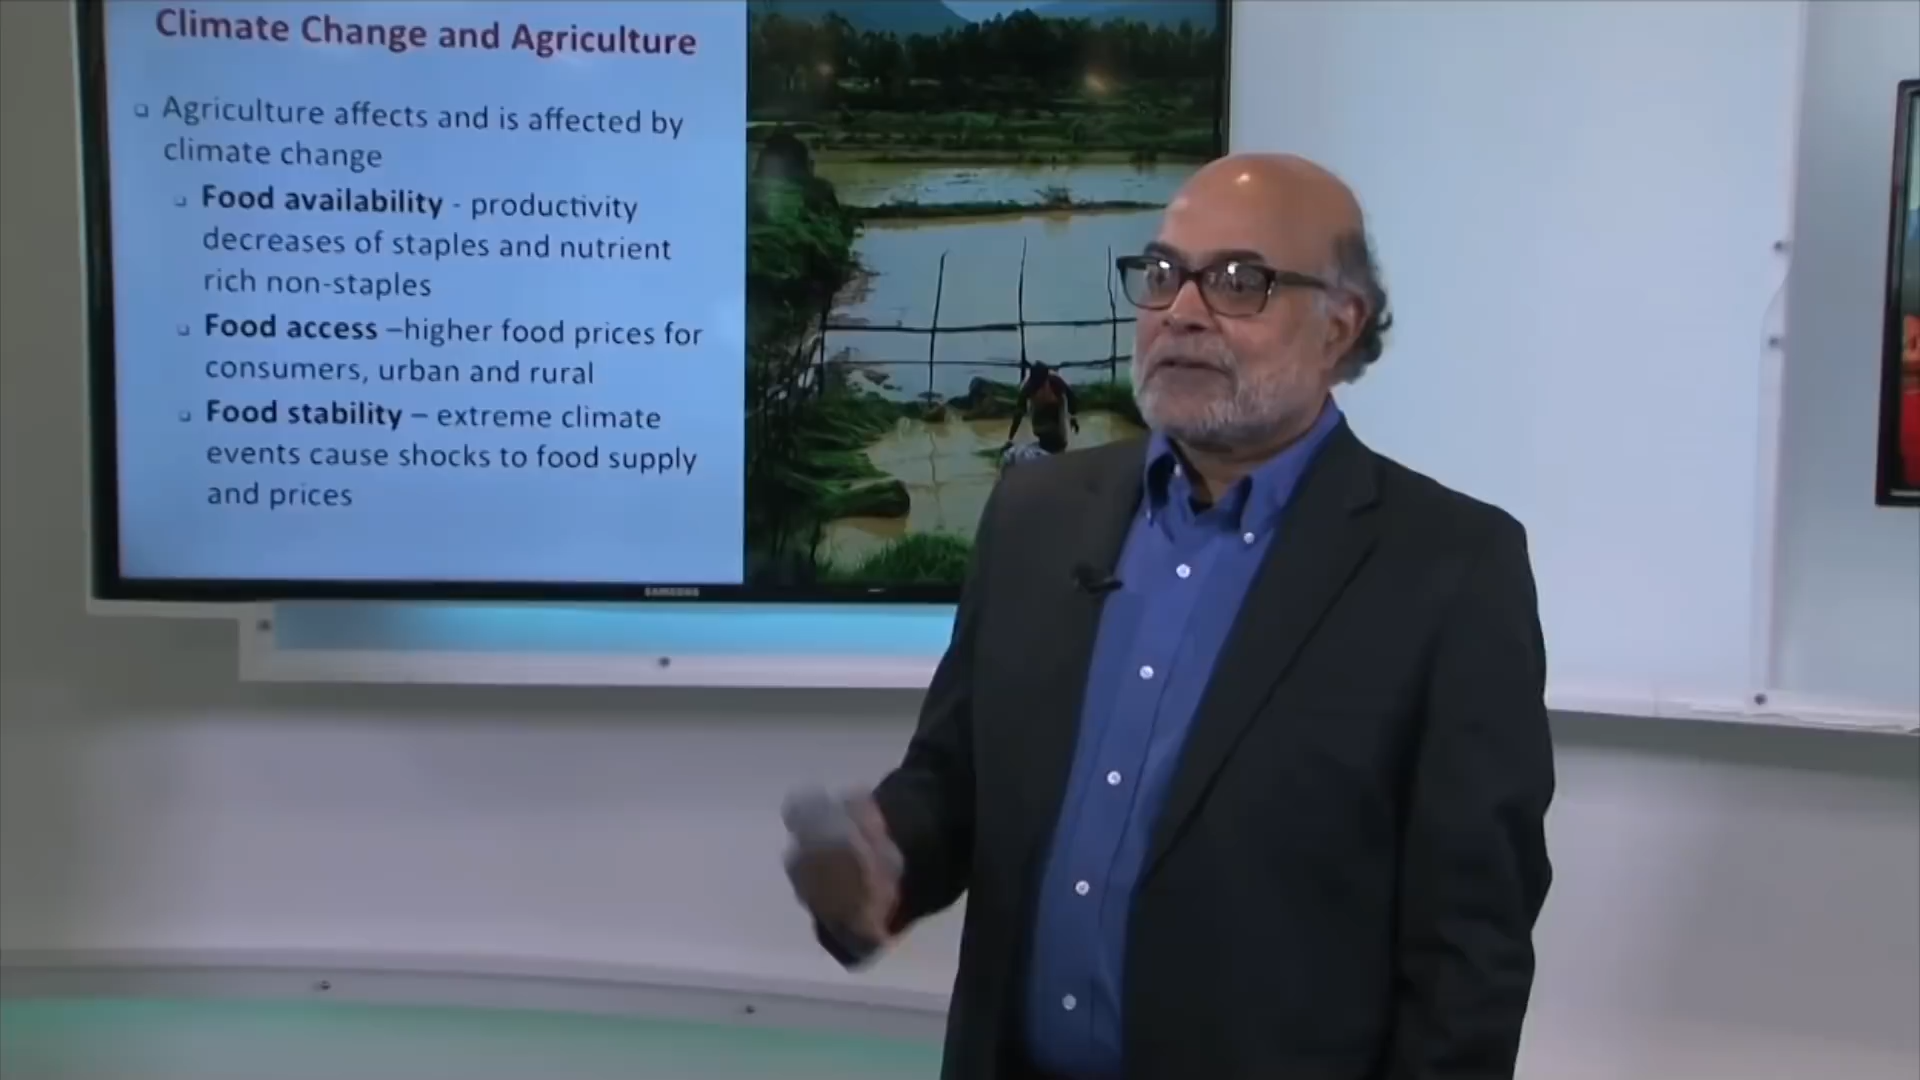 Climate Change and Agriculture
❑ Agriculture affects and is affected by
climate change
❑ Food availability - productivity
decreases of staples and nutrient
rich non-staples
❑ Food access –higher food prices for
consumers, urban and rural
❑ Food stability – extreme climate
events cause shocks to food supply
and prices
SAMSUNG